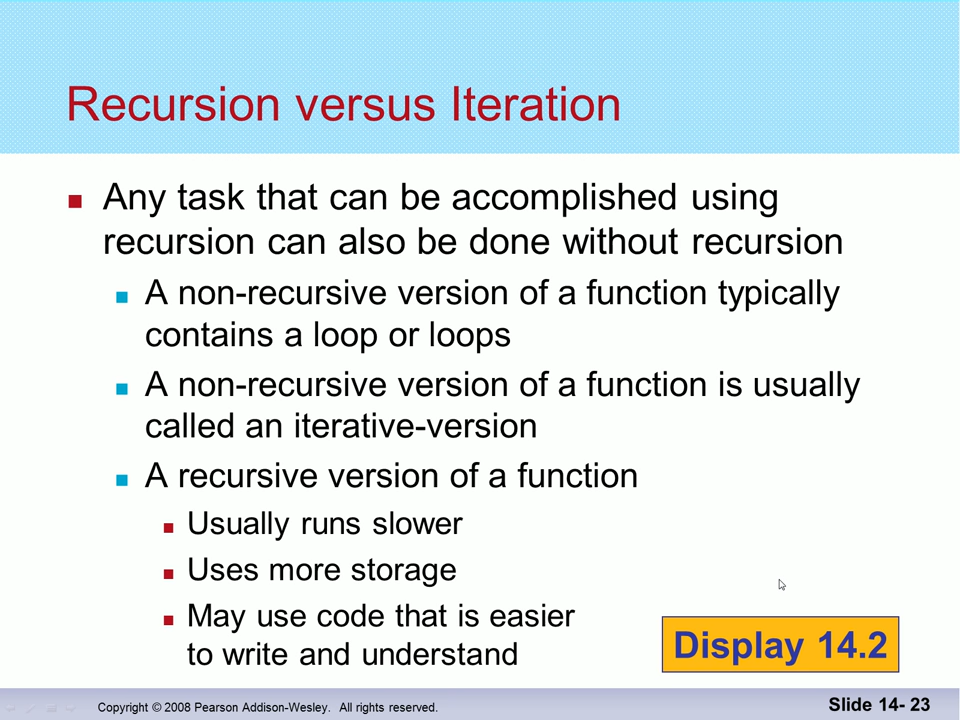 Recursion versus Iteration
Any task that can be accomplished using
recursion can also be done without recursion
A non-recursive version of a function typically
contains a loop or loops
A non-recursive version of a function is usually
called an iterative-version
A recursive version of a function
Usually runs slower
Uses more storage
May use code that is easier
to write and understand
Display 14.2
Copyright © 2008 Pearson Addison-Wesley. All rights reserved.
Slide 14- 23